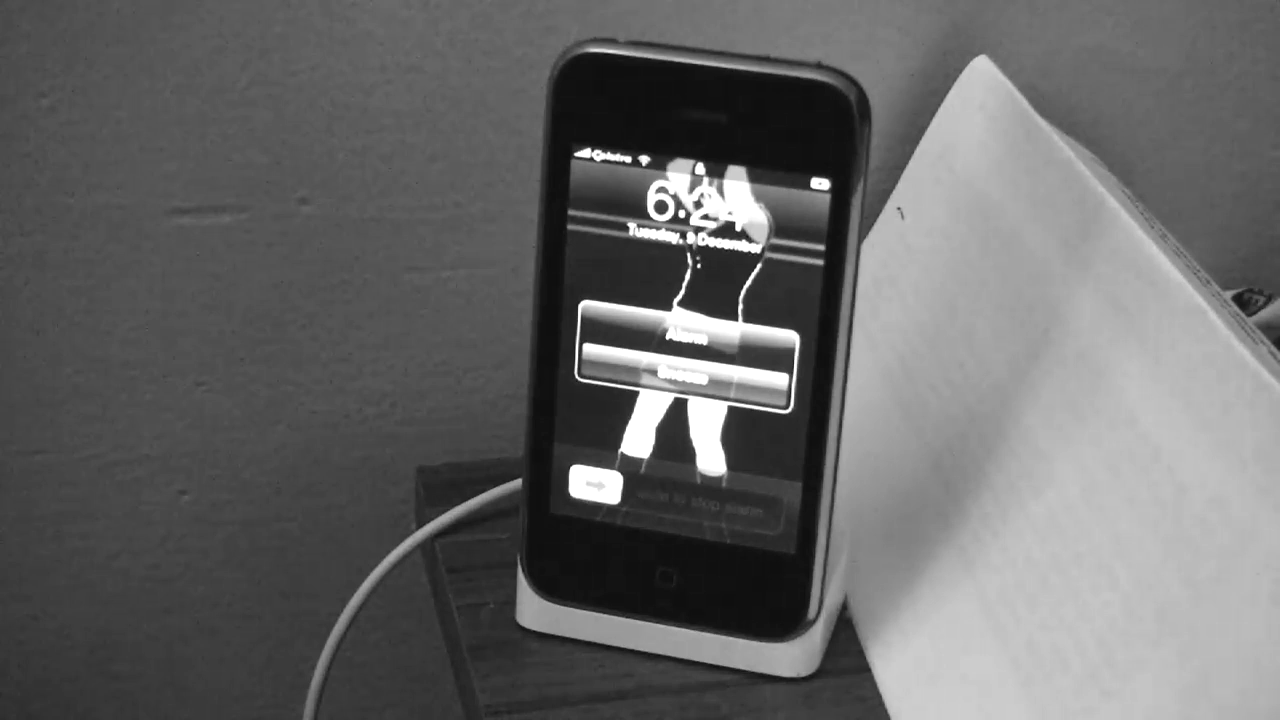 6:24
Tuesday, 9 December
Alarm
Snooze
slide to stop alarm